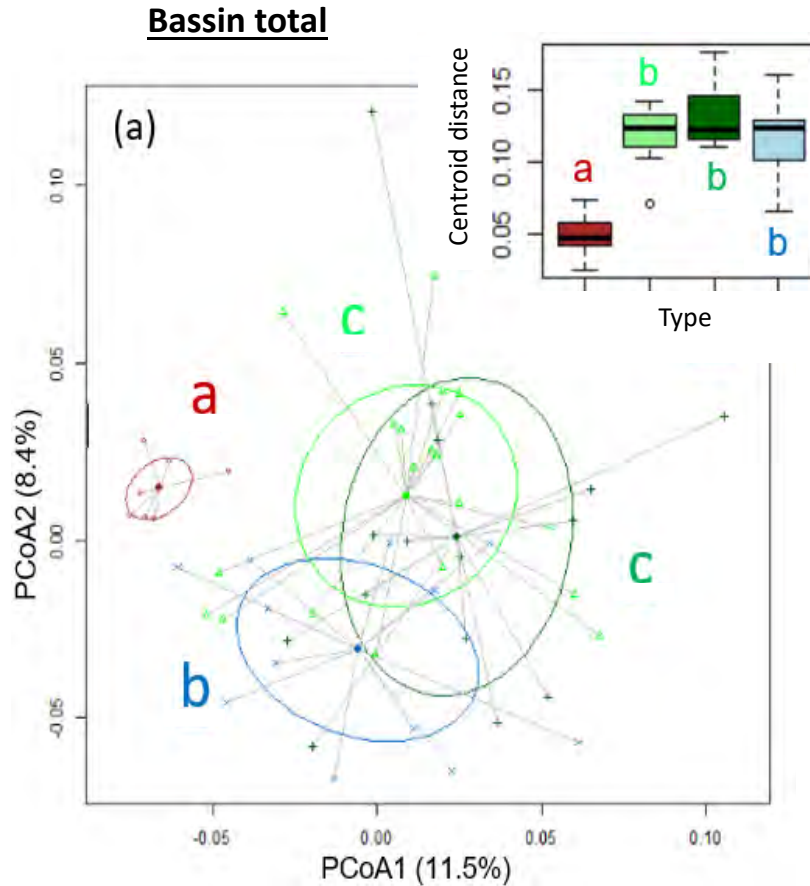 Bassin total
(a)
a
c
c
b
PCoA2 (8.4%)
0.10
0.05
0.00
-0.05
-0.05
0.00
0.05
0.10
PCoA1 (11.5%)
Centroid distance
0.15
0.10
0.05
a
b
b
b
Type